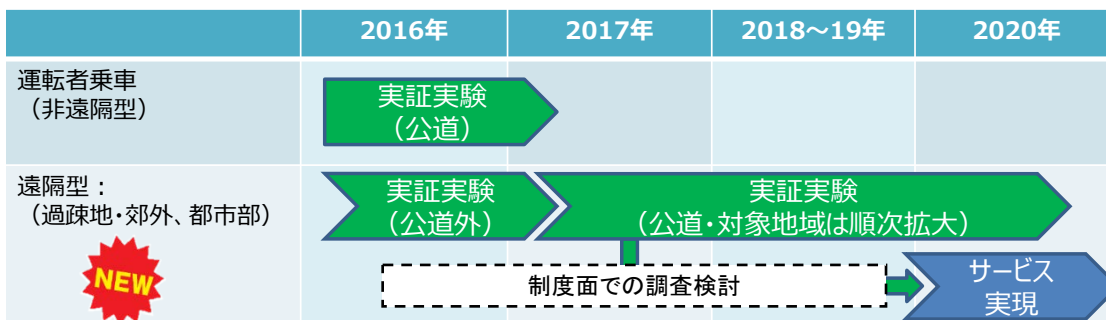 2016年 2017年 2018～19年 2020年
運転者乗車
（非遠隔型）
実証実験
（公道）
遠隔型：
（過疎地・郊外、都市部）
NEW
実証実験
（公道外）
実証実験
（公道・対象地域は順次拡大）
制度面での調査検討
サービス
実現